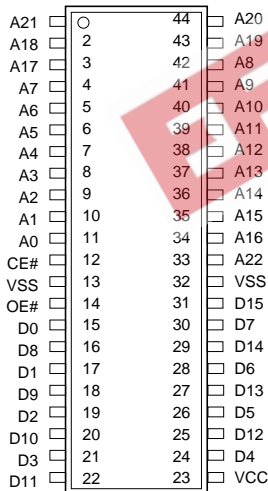 A21 44 A20
A18 2 43 A19
A17 3 42 A8
A7 4 41 A9
A6 5 40 A10
A5 6 39 A11
A4 7 38 A12
A3 8 37 A13
A2 9 36 A14
A1 10 35 A15
A0 11 34 A16
CE# 12 33 A22
VSS 13 32 VSS
OE# 14 31 D15
D0 15 30 D7
D8 16 29 D14
D1 17 28 D6
D9 18 27 D13
D2 19 26 D5
D10 20 25 D12
D3 21 24 D4
D11 22 23 VCC